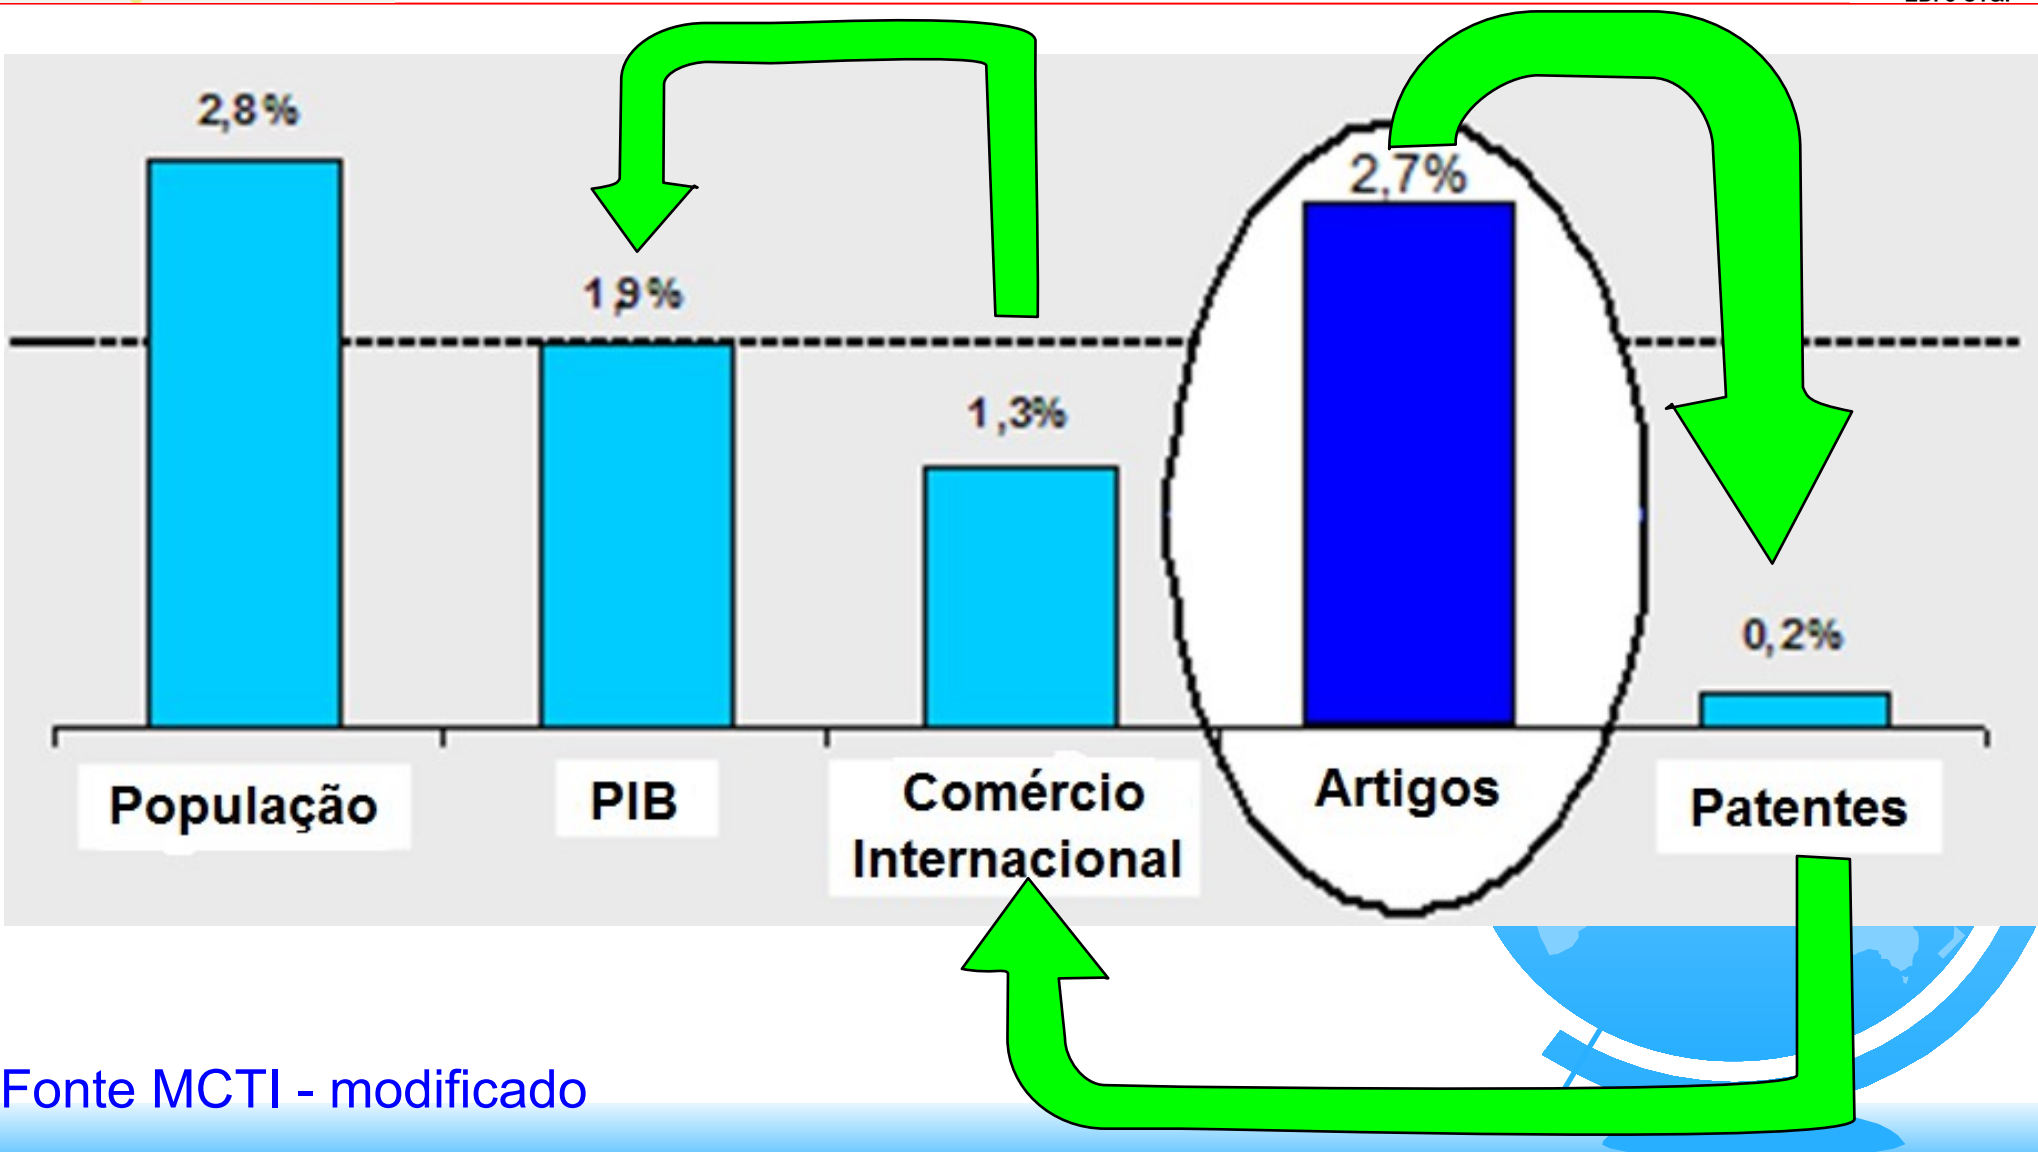 2,8%
1,9%
1,3%
2,7%
0,2%
População
PIB
Comércio
Internacional
Artigos
Patentes
Fonte MCTI - modificado